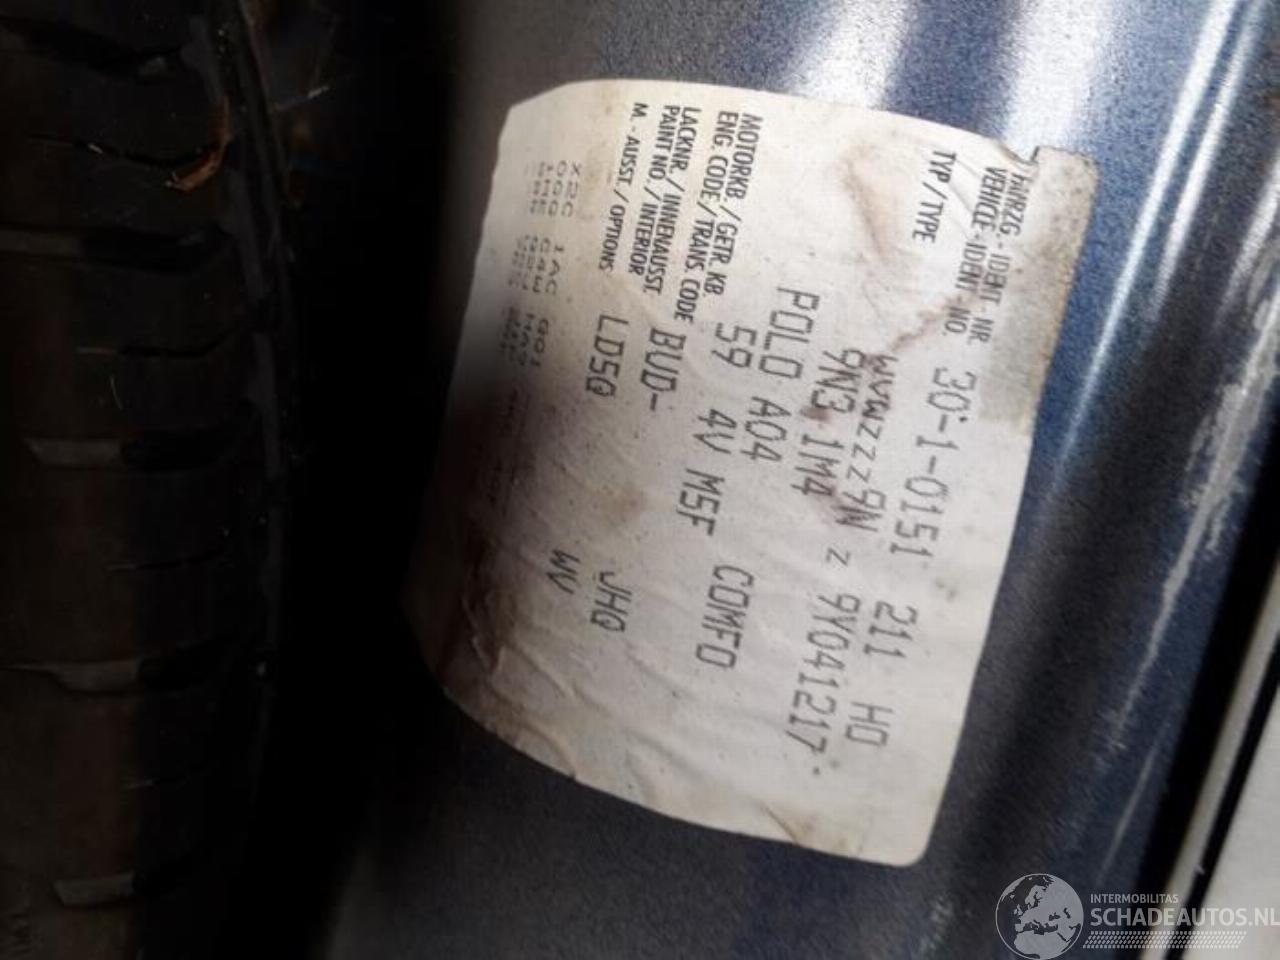 30-1-0151 211 HO
FAHRZG.-IDENT-NR.
VEHICLE-IDENT-NO. WVWZZZ9N Z 9Y041217
TYP/TYPE 9N3 1M4
POLO A04 COMFO
59 4V M5F
MOTORKB./GETR.KB.
ENG.CODE/TRANS.CODE BUD- JHQ
LACKNR./INNENAUSST.
PAINT NO./INTERIOR LD5Q WV
M.-AUSST./OPTIONS
1AC
C4W
INTERMOBILITAS
SCHADEAUTOS.NL